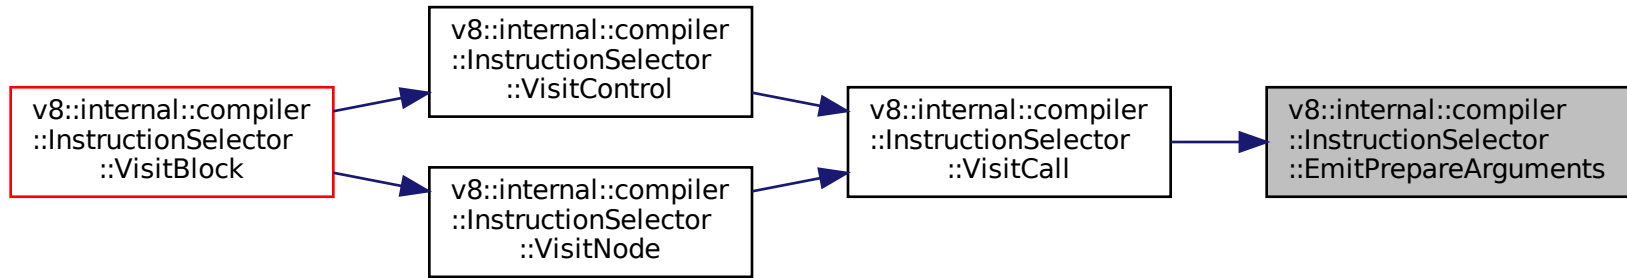 v8::internal::compiler
::InstructionSelector
::VisitBlock
v8::internal::compiler
::InstructionSelector
::VisitControl
v8::internal::compiler
::InstructionSelector
::VisitNode
v8::internal::compiler
::InstructionSelector
::VisitCall
v8::internal::compiler
::InstructionSelector
::EmitPrepareArguments